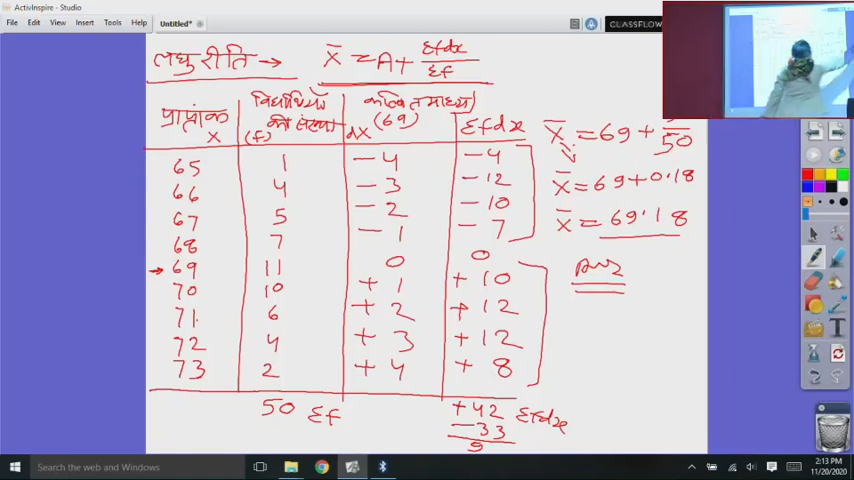 ActivInspire - Studio
File Edit View Insert Tools Help Untitled*
CLASSFLOW
लघु रीति → X̄ = A + Σfdx / Σf
प्राप्तांक X | विद्यार्थियों की संख्या (f) | कल्पित माध्य (69) dx | Σfdx
65 1 -4 -4
66 4 -3 -12
67 5 -2 -10
68 7 -1 -7
→ 69 11 0 0
70 10 +1 +10
71 6 +2 +12
72 4 +3 +12
73 2 +4 +8
50 Σf +42 Σfdx
-33
9
X̄ = 69 + / 50
X̄ = 69 + 0.18
X̄ = 69.18
Ans
Search the web and Windows
2:13 PM
11/20/2020